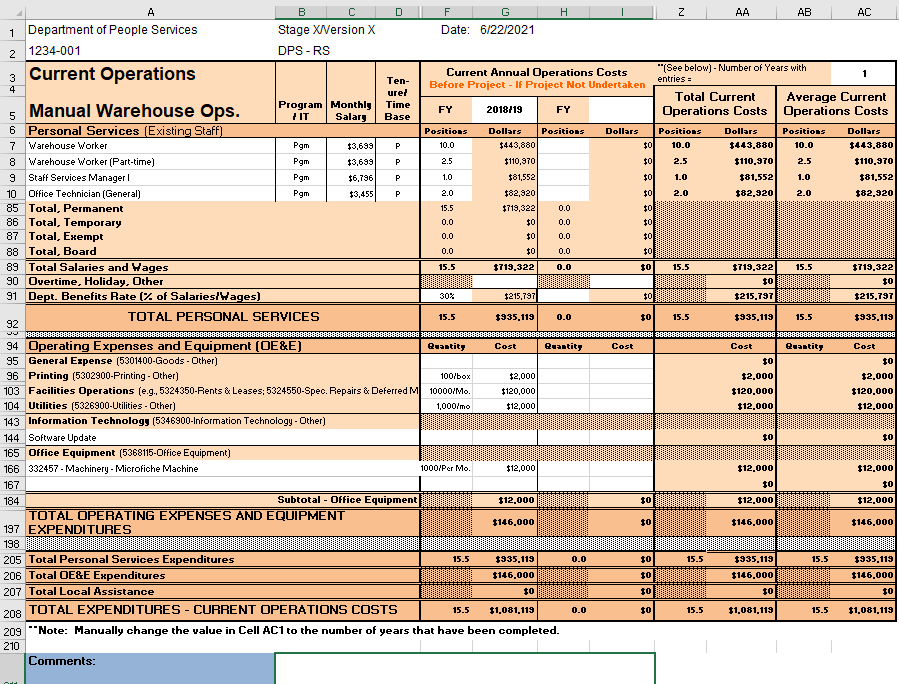 A B C D F G H I Z AA AB AC
1 Department of People Services Stage X/Version X Date: 6/22/2021
2 1234-001 DPS - RS
3 Current Operations Current Annual Operations Costs **(See below) - Number of Years with entries = 1
4 Before Project - If Project Not Undertaken
Total Current Operations Costs Average Current Operations Costs
5 Manual Warehouse Ops. Program / IT Monthly Salary Ten-ure/ Time Base FY 2018/19 FY
6 Personal Services (Existing Staff) Positions Dollars Positions Dollars Positions Dollars Positions Dollars
7 Warehouse Worker Pgm $3,699 P 10.0 $443,880 $0 10.0 $443,880 10.0 $443,880
8 Warehouse Worker (Part-time) Pgm $3,699 P 2.5 $110,970 $0 2.5 $110,970 2.5 $110,970
9 Staff Services Manager I Pgm $6,796 P 1.0 $81,552 $0 1.0 $81,552 1.0 $81,552
10 Office Technician (General) Pgm $3,455 P 2.0 $82,920 $0 2.0 $82,920 2.0 $82,920
85 Total, Permanent 15.5 $719,322 0.0 $0
86 Total, Temporary 0.0 $0 0.0 $0
87 Total, Exempt 0.0 $0 0.0 $0
88 Total, Board 0.0 $0 0.0 $0
89 Total Salaries and Wages 15.5 $719,322 0.0 $0 15.5 $719,322 15.5 $719,322
90 Overtime, Holiday, Other $0 $0
91 Dept. Benefits Rate (% of Salaries/Wages) 30% $215,797 $0 $215,797 $215,797
92 TOTAL PERSONAL SERVICES 15.5 $935,119 0.0 $0 15.5 $935,119 15.5 $935,119
94 Operating Expenses and Equipment (OE&E) Quantity Cost Quantity Cost Cost Quantity Cost
95 General Expense (5301400-Goods - Other) $0 $0
96 Printing (5302900-Printing - Other) 100/box $2,000 $2,000 $2,000
103 Facilities Operations (e.g., 5324350-Rents & Leases; 5324550-Spec. Repairs & Deferred M 10000/Mo. $120,000 $120,000 $120,000
104 Utilities (5326900-Utilities - Other) 1,000/mo $12,000 $12,000 $12,000
143 Information Technology (5346900-Information Technology - Other)
144 Software Update $0 $0
165 Office Equipment (5368115-Office Equipment)
166 332457 - Machinery - Microfiche Machine 1000/Per Mo. $12,000 $12,000 $12,000
167 $0 $0
184 Subtotal - Office Equipment $12,000 $0 $12,000 $12,000
197 TOTAL OPERATING EXPENSES AND EQUIPMENT EXPENDITURES $146,000 $0 $146,000 $146,000
198
205 Total Personal Services Expenditures 15.5 $935,119 0.0 $0 15.5 $935,119 15.5 $935,119
206 Total OE&E Expenditures $146,000 $0 $146,000 $146,000
207 Total Local Assistance $0 $0 $0 $0
208 TOTAL EXPENDITURES - CURRENT OPERATIONS COSTS 15.5 $1,081,119 0.0 $0 15.5 $1,081,119 15.5 $1,081,119
209 **Note: Manually change the value in Cell AC1 to the number of years that have been completed.
210
Comments: